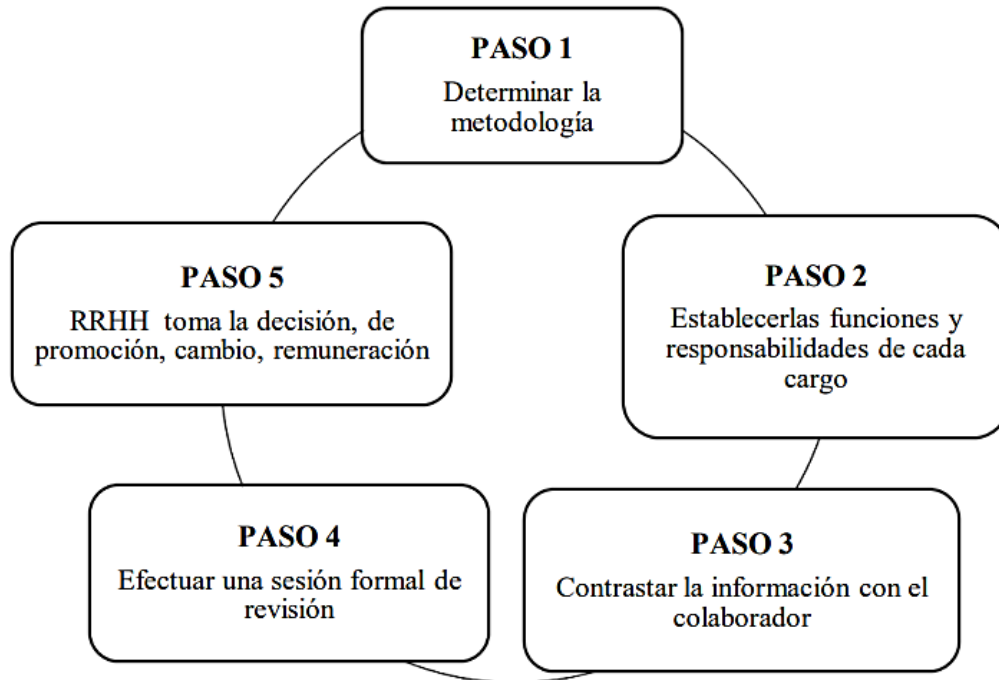 PASO 1
Determinar la
metodología
PASO 2
Establecerlas funciones y
responsabilidades de cada
cargo
PASO 3
Contrastar la información con el
colaborador
PASO 4
Efectuar una sesión formal de
revisión
PASO 5
RRHH toma la decisión, de
promoción, cambio, remuneración